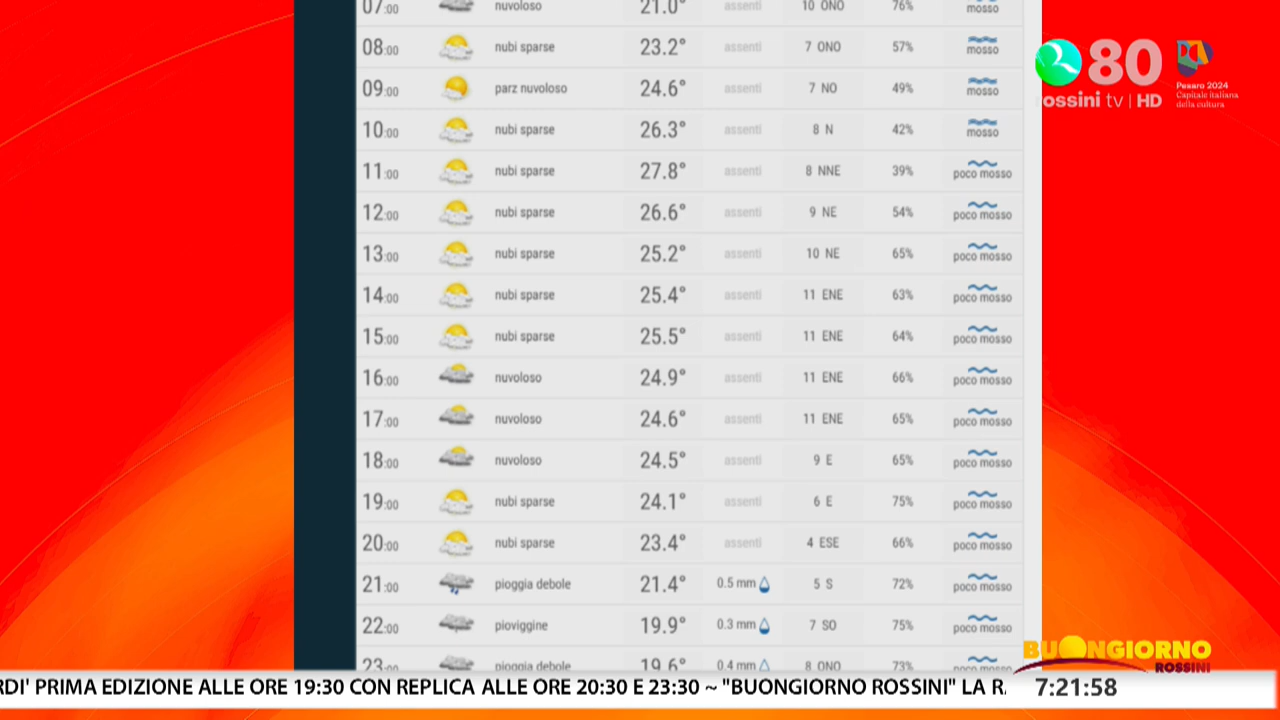 07:00 nuvoloso 21.0° assenti 10 ONO 76% mosso
08:00 nubi sparse 23.2° assenti 7 ONO 57% mosso
09:00 parz nuvoloso 24.6° assenti 7 NO 49% mosso
10:00 nubi sparse 26.3° assenti 8 N 42% mosso
11:00 nubi sparse 27.8° assenti 8 NNE 39% poco mosso
12:00 nubi sparse 26.6° assenti 9 NE 54% poco mosso
13:00 nubi sparse 25.2° assenti 10 NE 65% poco mosso
14:00 nubi sparse 25.4° assenti 11 ENE 63% poco mosso
15:00 nubi sparse 25.5° assenti 11 ENE 64% poco mosso
16:00 nuvoloso 24.9° assenti 11 ENE 66% poco mosso
17:00 nuvoloso 24.6° assenti 11 ENE 65% poco mosso
18:00 nuvoloso 24.5° assenti 9 E 65% poco mosso
19:00 nubi sparse 24.1° assenti 6 E 75% poco mosso
20:00 nubi sparse 23.4° assenti 4 ESE 66% poco mosso
21:00 pioggia debole 21.4° 0.5 mm 5 S 72% poco mosso
22:00 pioviggine 19.9° 0.3 mm 7 SO 75% poco mosso
23:00 pioggia debole 19.6° 0.4 mm 8 ONO 73% poco mosso
80
rossini tv | HD
Pesaro 2024
Capitale italiana
della cultura
BUONGIORNO
ROSSINI
RDI' PRIMA EDIZIONE ALLE ORE 19:30 CON REPLICA ALLE ORE 20:30 E 23:30 ~ "BUONGIORNO ROSSINI" LA
7:21:58